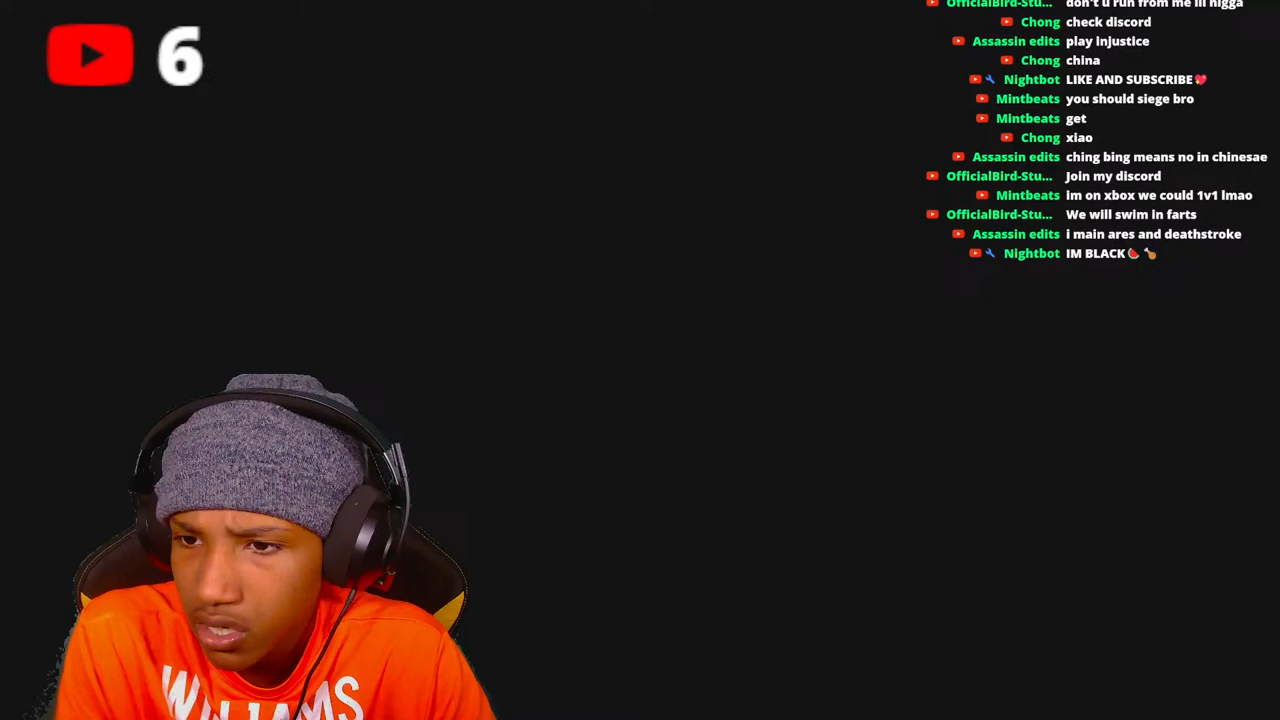 6
OfficialBird-Stu... don't u run from me lil nigga
Chong check discord
Assassin edits play injustice
Chong china
Nightbot LIKE AND SUBSCRIBE💖
Mintbeats you should siege bro
Mintbeats get
Chong xiao
Assassin edits ching bing means no in chinesae
OfficialBird-Stu... Join my discord
Mintbeats im on xbox we could 1v1 lmao
OfficialBird-Stu... We will swim in farts
Assassin edits i main ares and deathstroke
Nightbot IM BLACK🍉🍗
WILLIAMS